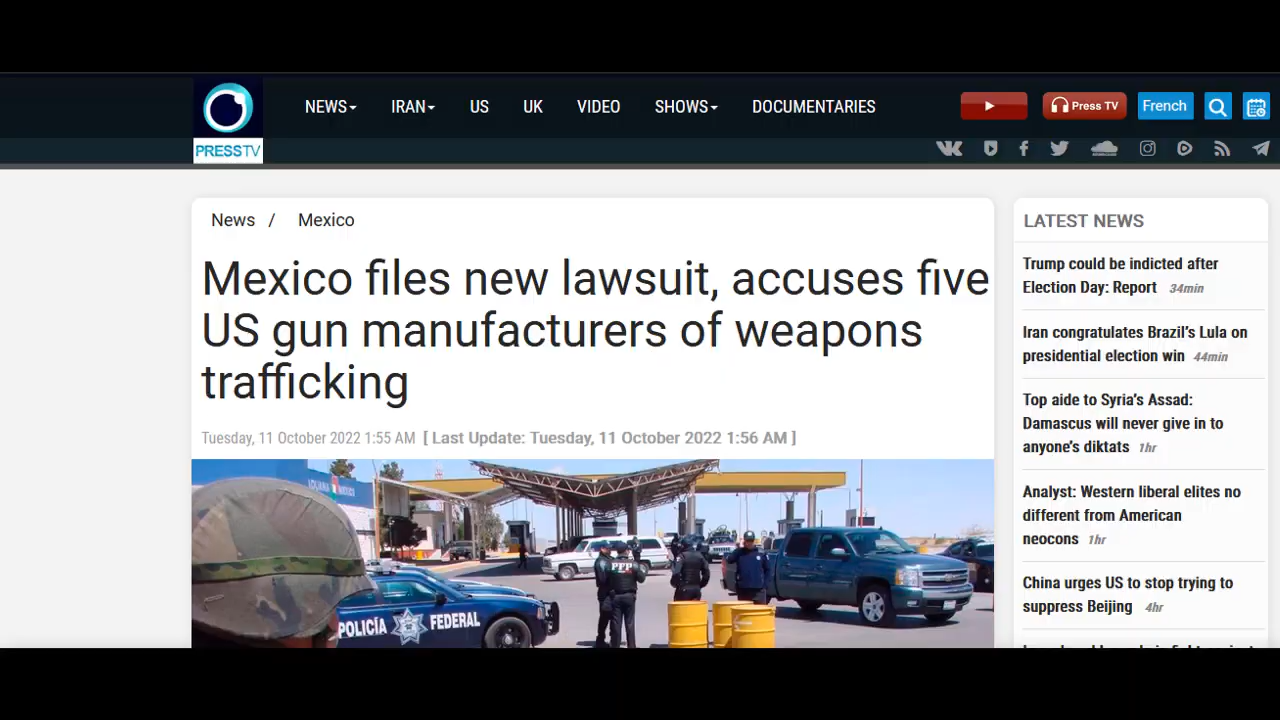 NEWS IRAN US UK VIDEO SHOWS DOCUMENTARIES Press TV French
PRESSTV
News / Mexico
Mexico files new lawsuit, accuses five
US gun manufacturers of weapons
trafficking
Tuesday, 11 October 2022 1:55 AM [ Last Update: Tuesday, 11 October 2022 1:56 AM ]
POLICÍA FEDERAL
PFP
LATEST NEWS
Trump could be indicted after
Election Day: Report 34min
Iran congratulates Brazil's Lula on
presidential election win 44min
Top aide to Syria's Assad:
Damascus will never give in to
anyone's diktats 1hr
Analyst: Western liberal elites no
different from American
neocons 1hr
China urges US to stop trying to
suppress Beijing 4hr